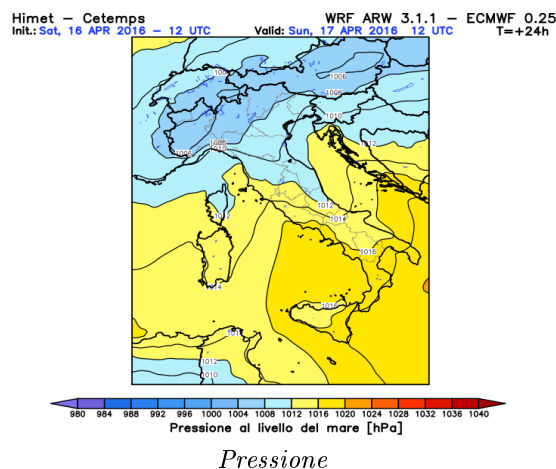 Himet – Cetemps WRF ARW 3.1.1 – ECMWF 0.25
Init.: Sat, 16 APR 2016 – 12 UTC Valid: Sun, 17 APR 2016 12 UTC T=+24h
1006
1008
1010
1012
1008
1012
1012
1014
1016
1014
1012
1010
980 984 988 992 996 1000 1004 1008 1012 1016 1020 1024 1028 1032 1036 1040
Pressione al livello del mare [hPa]
Pressione